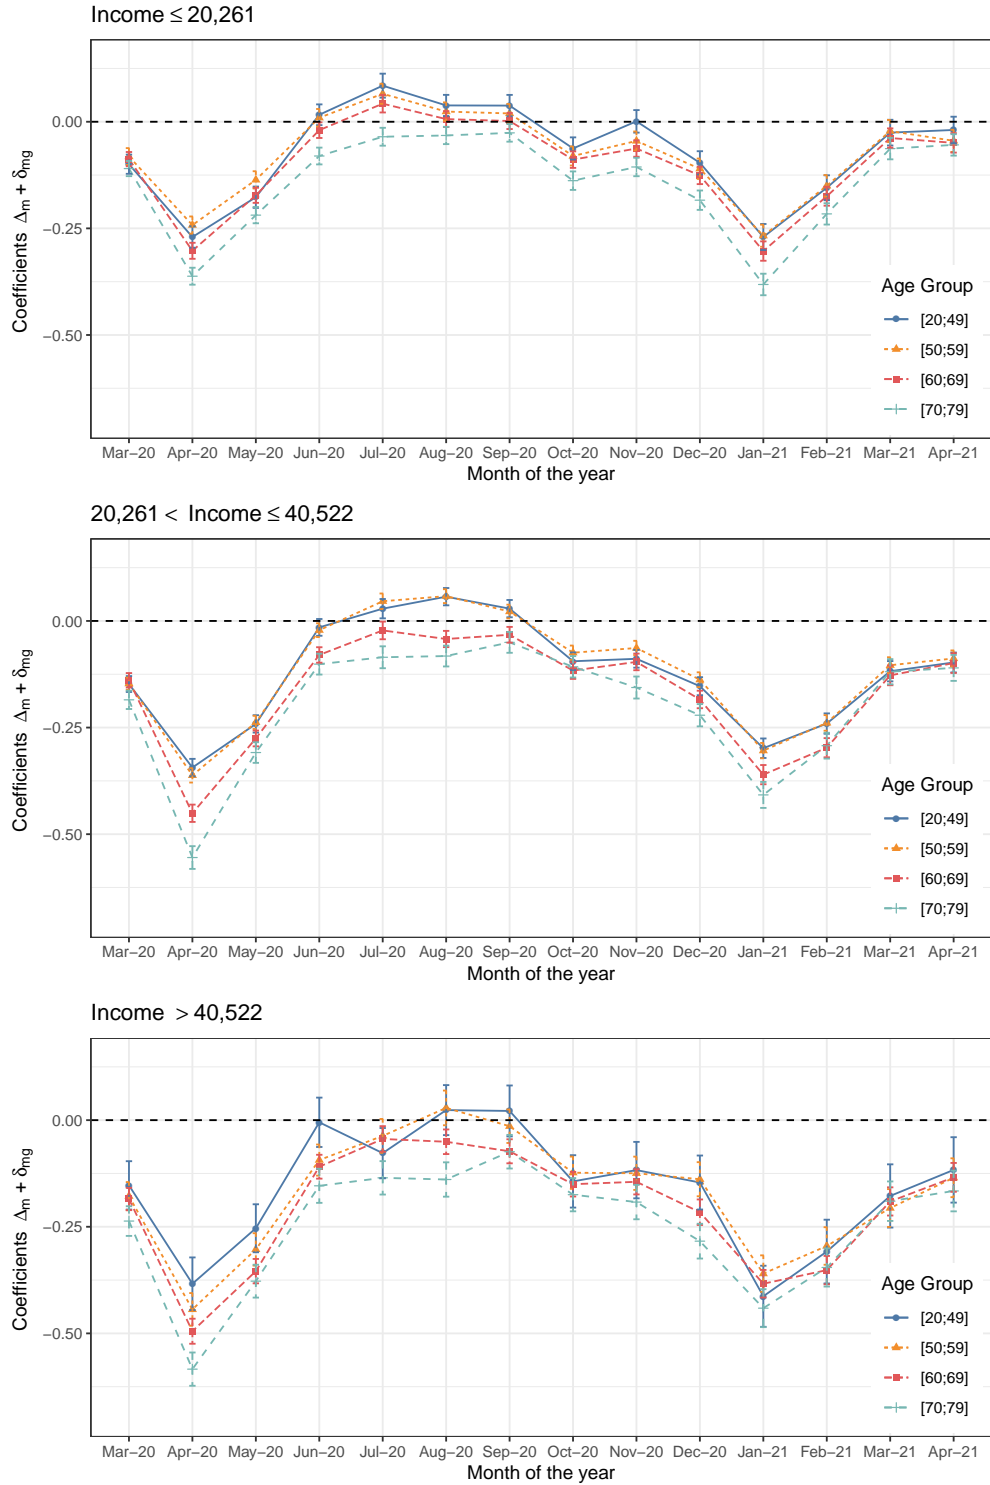 Income ≤ 20,261
Coefficients Δm + δmg
0.00
−0.25
−0.50
Age Group
[20;49]
[50;59]
[60;69]
[70;79]
Mar−20 Apr−20 May−20 Jun−20 Jul−20 Aug−20 Sep−20 Oct−20 Nov−20 Dec−20 Jan−21 Feb−21 Mar−21 Apr−21
Month of the year
20,261 < Income ≤ 40,522
Coefficients Δm + δmg
0.00
−0.25
−0.50
Age Group
[20;49]
[50;59]
[60;69]
[70;79]
Mar−20 Apr−20 May−20 Jun−20 Jul−20 Aug−20 Sep−20 Oct−20 Nov−20 Dec−20 Jan−21 Feb−21 Mar−21 Apr−21
Month of the year
Income > 40,522
Coefficients Δm + δmg
0.00
−0.25
−0.50
Age Group
[20;49]
[50;59]
[60;69]
[70;79]
Mar−20 Apr−20 May−20 Jun−20 Jul−20 Aug−20 Sep−20 Oct−20 Nov−20 Dec−20 Jan−21 Feb−21 Mar−21 Apr−21
Month of the year